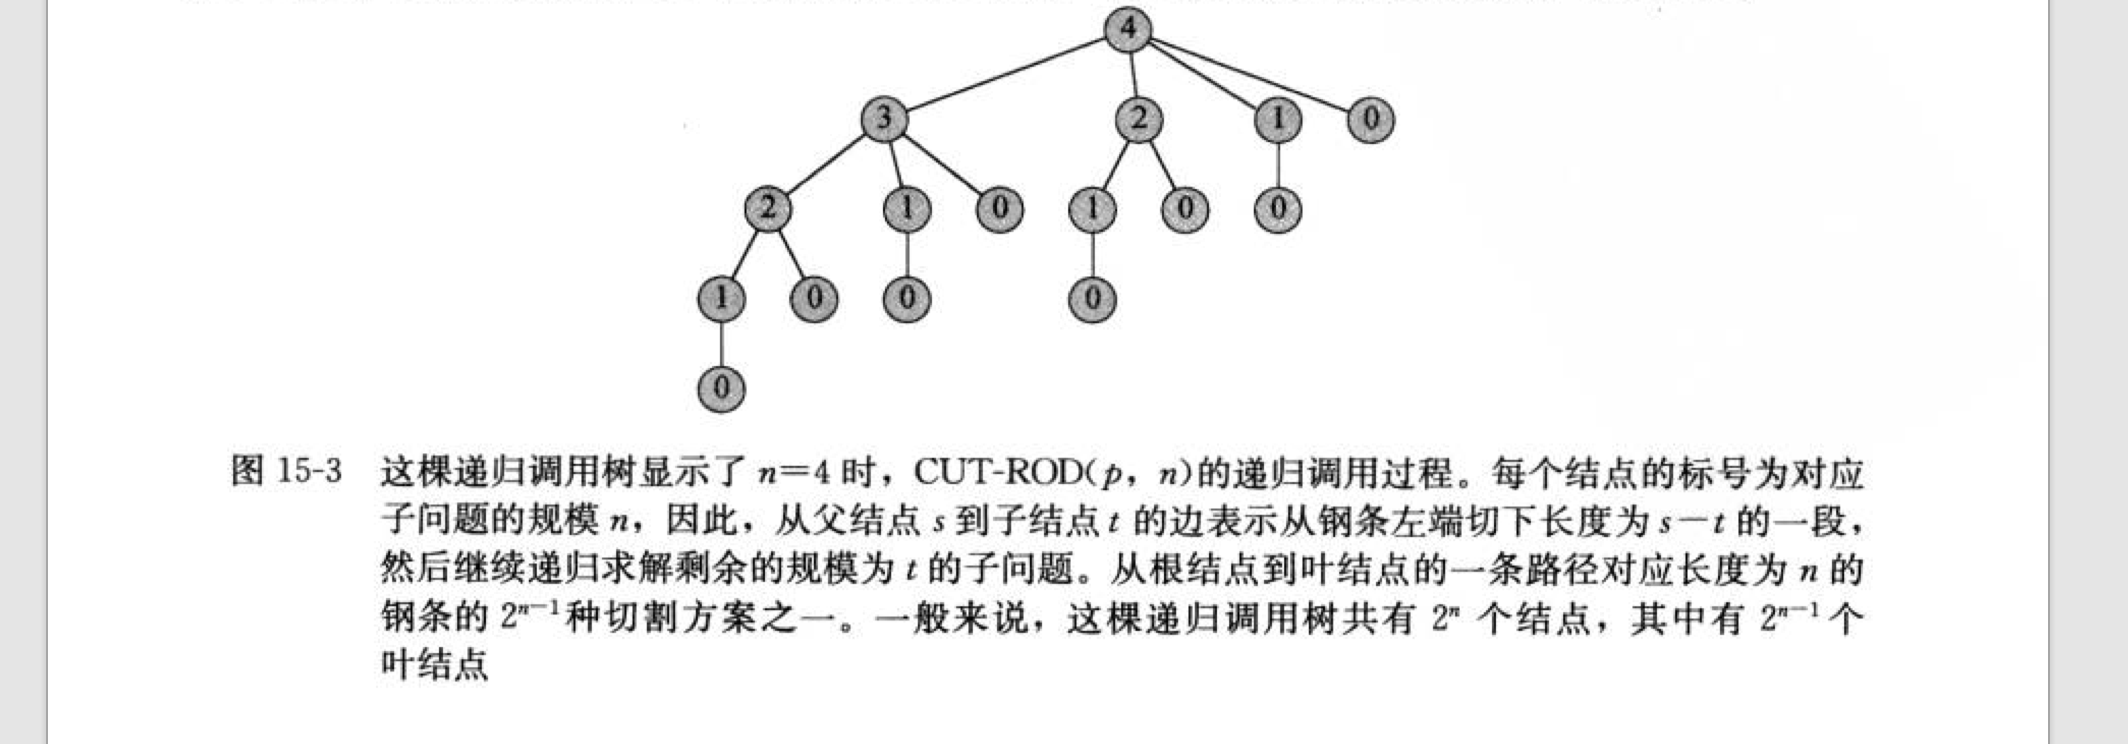 4
3 2 1 0
2 1 0 1 0 0
1 0 0 0
0
图 15-3 这棵递归调用树显示了 n=4 时，CUT-ROD(p，n)的递归调用过程。每个结点的标号为对应
子问题的规模 n，因此，从父结点 s 到子结点 t 的边表示从钢条左端切下长度为 s－t 的一段，
然后继续递归求解剩余的规模为 t 的子问题。从根结点到叶结点的一条路径对应长度为 n 的
钢条的 2ⁿ⁻¹种切割方案之一。一般来说，这棵递归调用树共有 2ⁿ 个结点，其中有 2ⁿ⁻¹个
叶结点